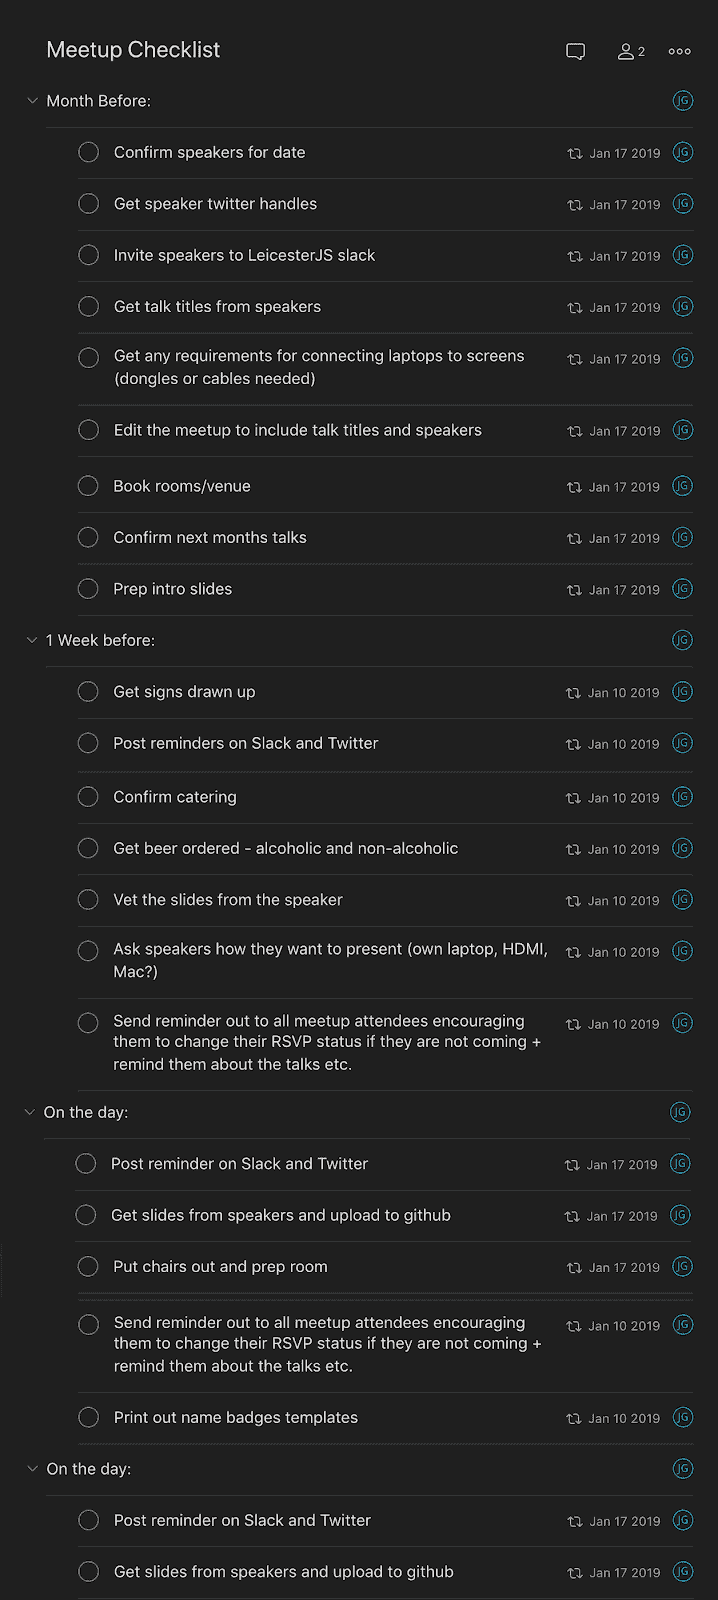 Meetup Checklist
2
Month Before:
JG
Confirm speakers for date
Jan 17 2019
JG
Get speaker twitter handles
Jan 17 2019
JG
Invite speakers to LeicesterJS slack
Jan 17 2019
JG
Get talk titles from speakers
Jan 17 2019
JG
Get any requirements for connecting laptops to screens
(dongles or cables needed)
Jan 17 2019
JG
Edit the meetup to include talk titles and speakers
Jan 17 2019
JG
Book rooms/venue
Jan 17 2019
JG
Confirm next months talks
Jan 17 2019
JG
Prep intro slides
Jan 17 2019
JG
1 Week before:
JG
Get signs drawn up
Jan 10 2019
JG
Post reminders on Slack and Twitter
Jan 10 2019
JG
Confirm catering
Jan 10 2019
JG
Get beer ordered - alcoholic and non-alcoholic
Jan 10 2019
JG
Vet the slides from the speaker
Jan 10 2019
JG
Ask speakers how they want to present (own laptop, HDMI,
Mac?)
Jan 10 2019
JG
Send reminder out to all meetup attendees encouraging
them to change their RSVP status if they are not coming +
remind them about the talks etc.
Jan 10 2019
JG
On the day:
JG
Post reminder on Slack and Twitter
Jan 17 2019
JG
Get slides from speakers and upload to github
Jan 17 2019
JG
Put chairs out and prep room
Jan 17 2019
JG
Send reminder out to all meetup attendees encouraging
them to change their RSVP status if they are not coming +
remind them about the talks etc.
Jan 10 2019
JG
Print out name badges templates
Jan 10 2019
JG
On the day:
JG
Post reminder on Slack and Twitter
Jan 17 2019
JG
Get slides from speakers and upload to github
Jan 17 2019
JG